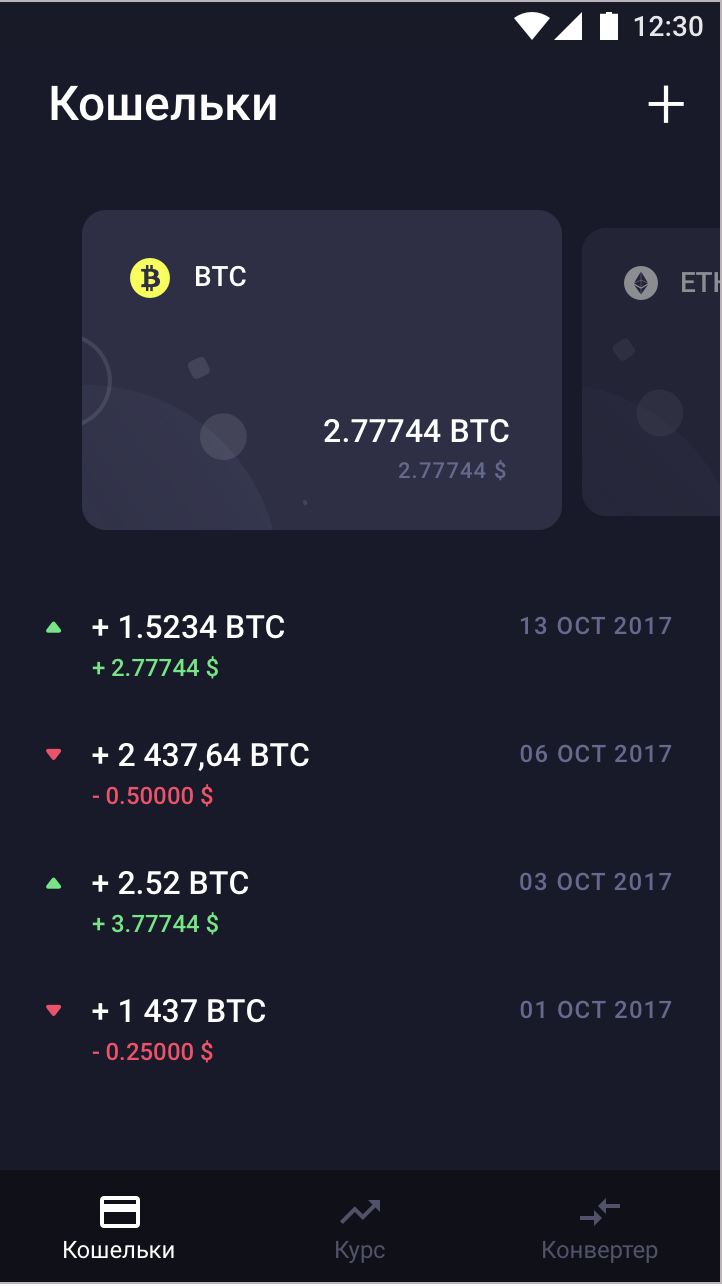 12:30
Кошельки
BTC
2.77744 BTC
2.77744 $
+ 1.5234 BTC
13 OCT 2017
+ 2.77744 $
+ 2 437,64 BTC
06 OCT 2017
- 0.50000 $
+ 2.52 BTC
03 OCT 2017
+ 3.77744 $
+ 1 437 BTC
01 OCT 2017
- 0.25000 $
Кошельки
Курс
Конвертер